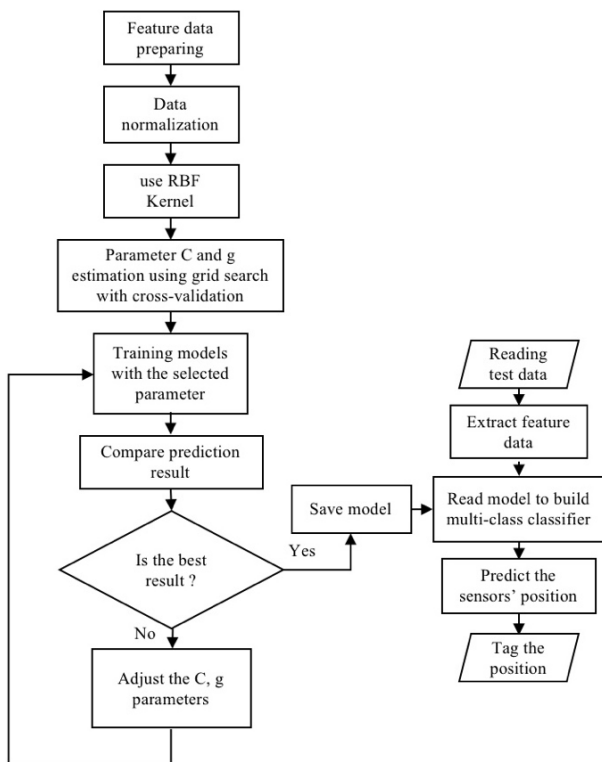 Feature data
preparing
Data
normalization
use RBF
Kernel
Parameter C and g
estimation using grid search
with cross-validation
Training models
with the selected
parameter
Compare prediction
result
Is the best
result ?
Yes
No
Adjust the C, g
parameters
Save model
Reading
test data
Extract feature
data
Read model to build
multi-class classifier
Predict the
sensors’ position
Tag the
position